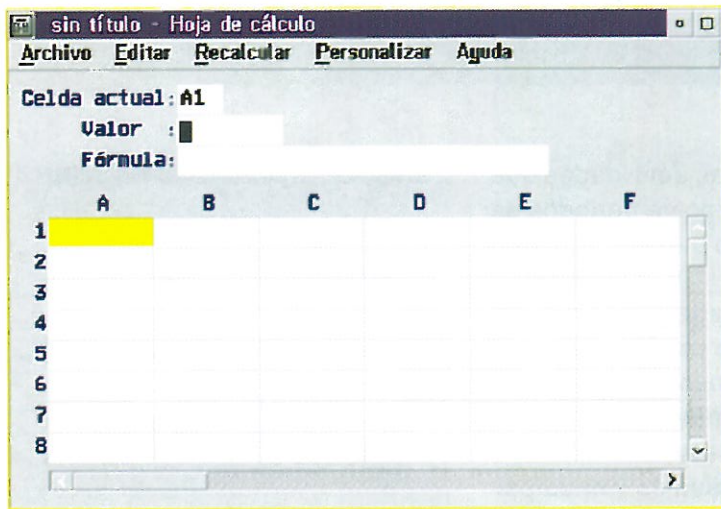 sin título - Hoja de cálculo
Archivo Editar Recalcular Personalizar Ayuda
Celda actual: A1
Valor :
Fórmula:
A B C D E F
1
2
3
4
5
6
7
8